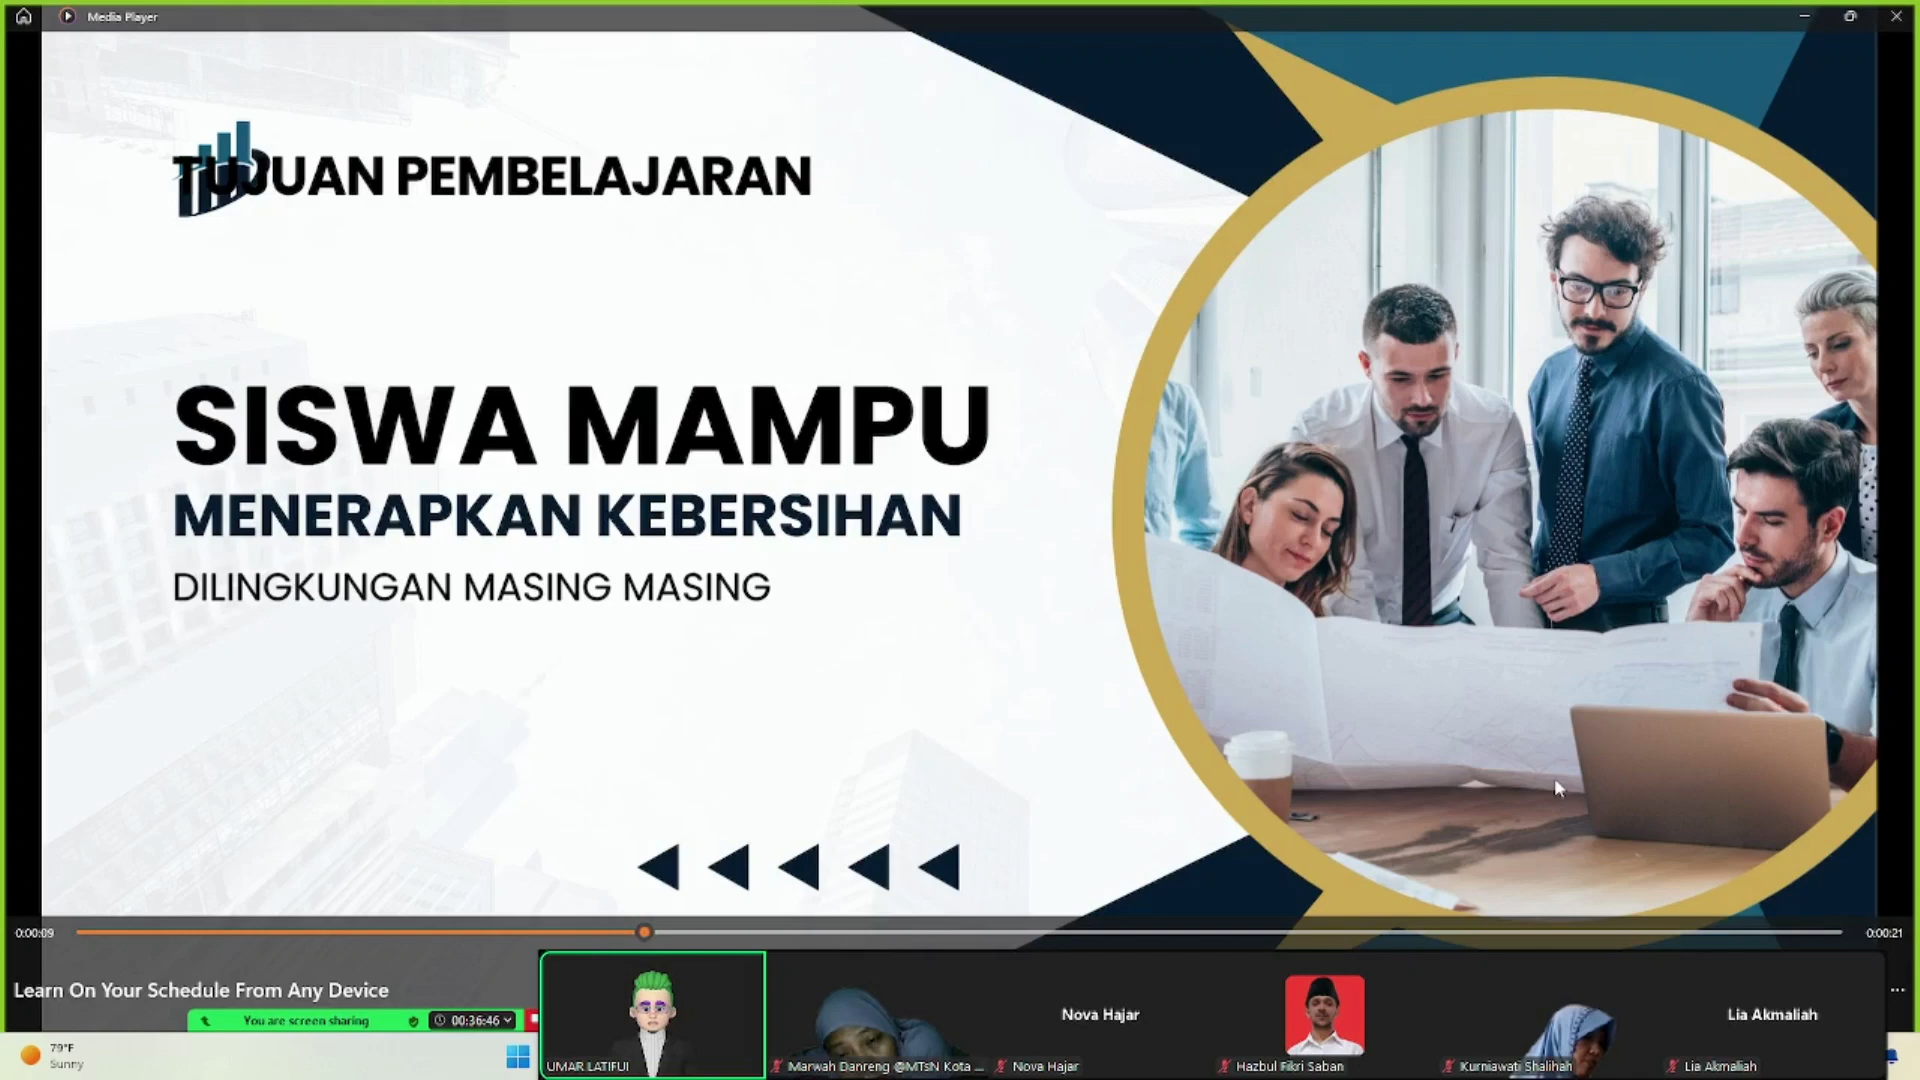 Media Player
TUJUAN PEMBELAJARAN
SISWA MAMPU
MENERAPKAN KEBERSIHAN
DILINGKUNGAN MASING MASING
0:00:09
0:00:21
Learn On Your Schedule From Any Device
You are screen sharing
00:36:46
Nova Hajar
Lia Akmaliah
UMAR LATIFUl
Marwah Danreng @MTsN Kota ...
Nova Hajar
Hazbul Fikri Saban
Kurniawati Shalihah
Lia Akmaliah
79°F
Sunny